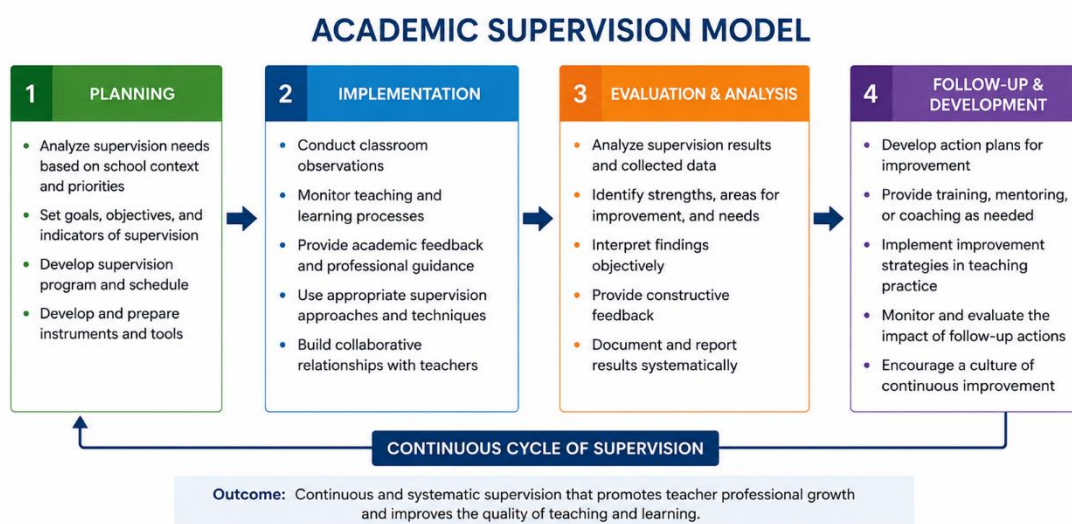 ACADEMIC SUPERVISION MODEL
1 PLANNING
• Analyze supervision needs
based on school context
and priorities
• Set goals, objectives, and
indicators of supervision
• Develop supervision
program and schedule
• Develop and prepare
instruments and tools
2 IMPLEMENTATION
• Conduct classroom
observations
• Monitor teaching and
learning processes
• Provide academic feedback
and professional guidance
• Use appropriate supervision
approaches and techniques
• Build collaborative
relationships with teachers
3 EVALUATION & ANALYSIS
• Analyze supervision results
and collected data
• Identify strengths, areas for
improvement, and needs
• Interpret findings
objectively
• Provide constructive
feedback
• Document and report
results systematically
4 FOLLOW-UP &
DEVELOPMENT
• Develop action plans for
improvement
• Provide training, mentoring,
or coaching as needed
• Implement improvement
strategies in teaching
practice
• Monitor and evaluate the
impact of follow-up actions
• Encourage a culture of
continuous improvement
CONTINUOUS CYCLE OF SUPERVISION
Outcome: Continuous and systematic supervision that promotes teacher professional growth
and improves the quality of teaching and learning.